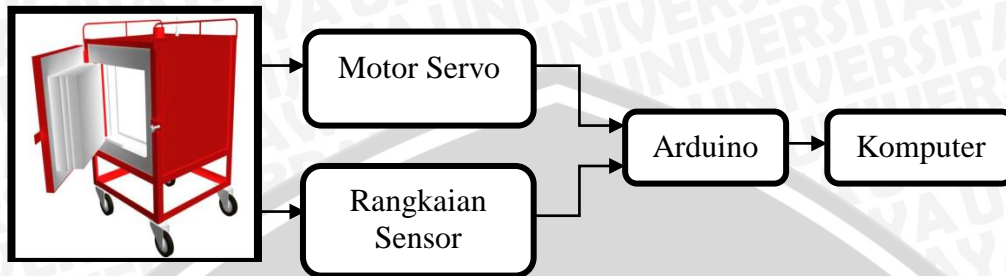 Motor Servo
Rangkaian
Sensor
Arduino
Komputer